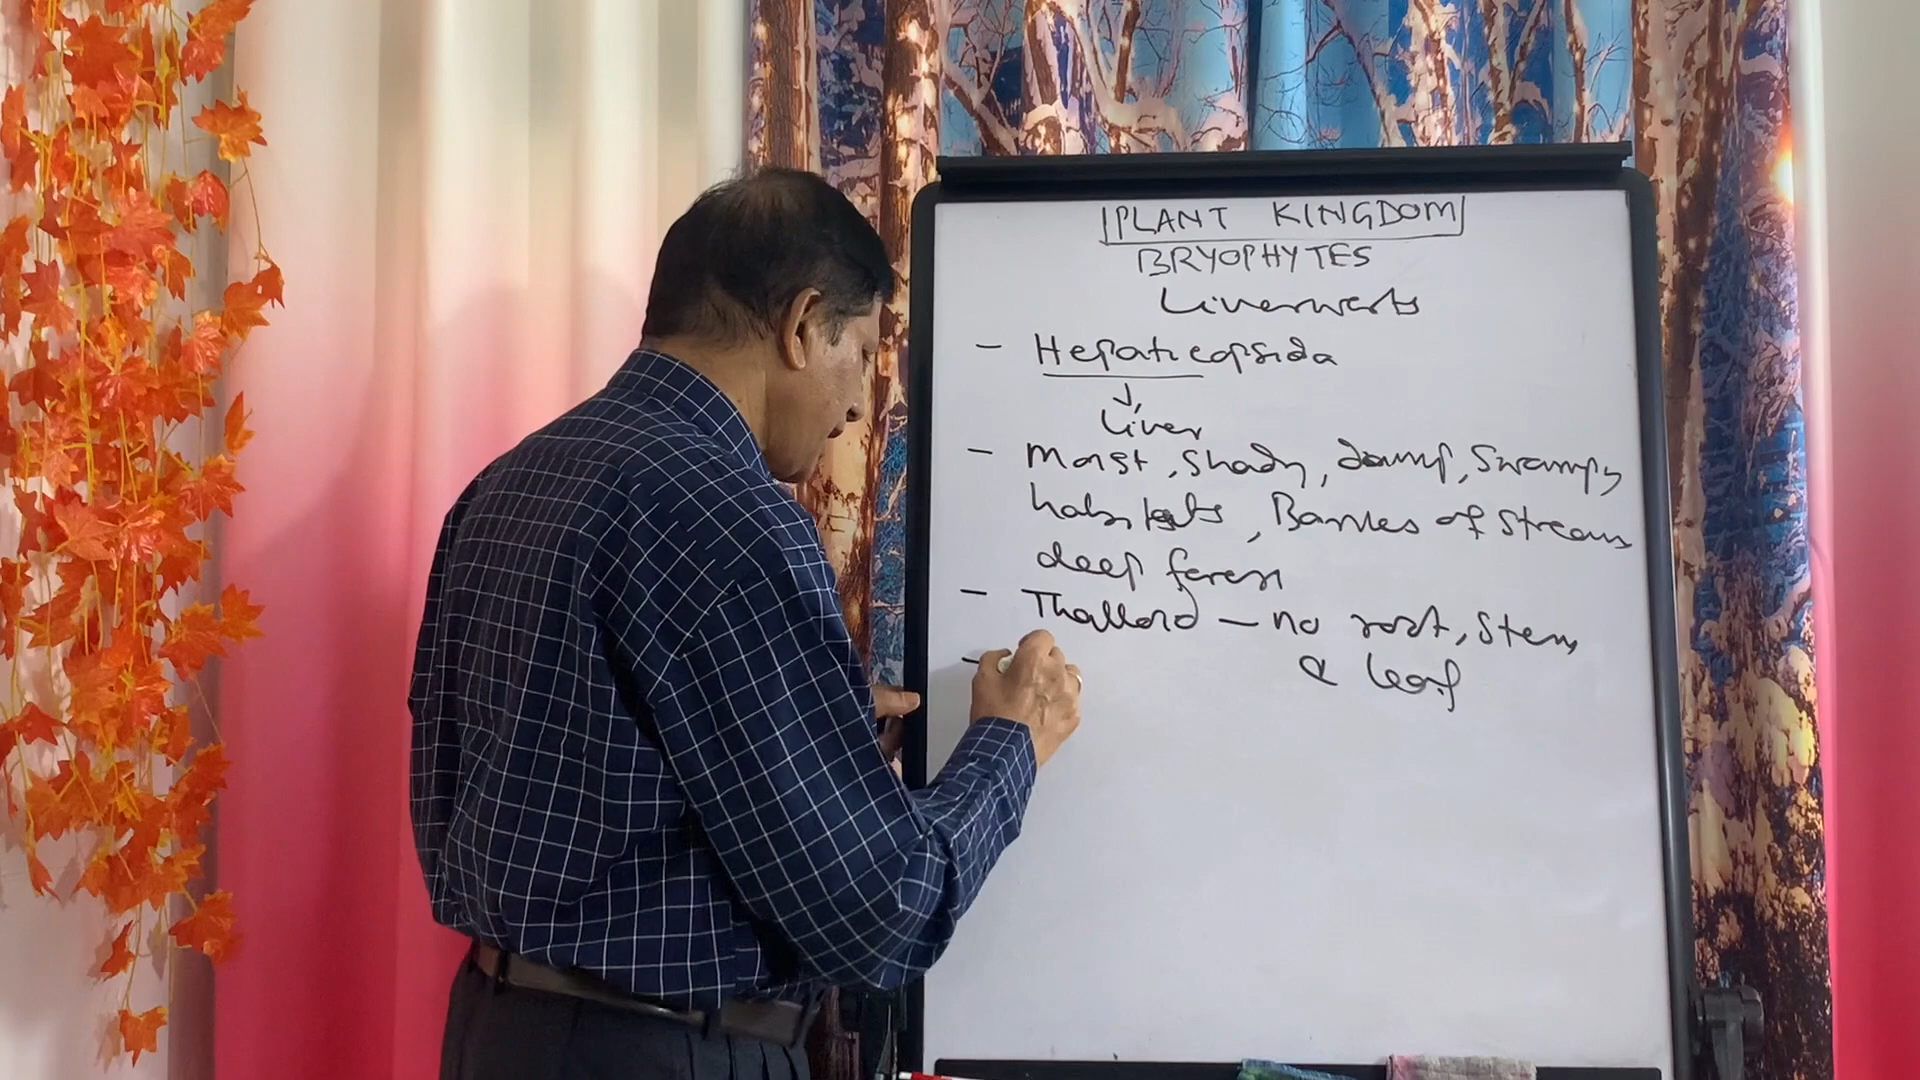 PLANT KINGDOM
BRYOPHYTES
Liverworts
- Hepaticopsida
↓
Liver
- Moist, Shady, damp, Swampy
habitats, Banks of Stream
deep forest
- Thalloid - no root, Stem,
& leaf
-